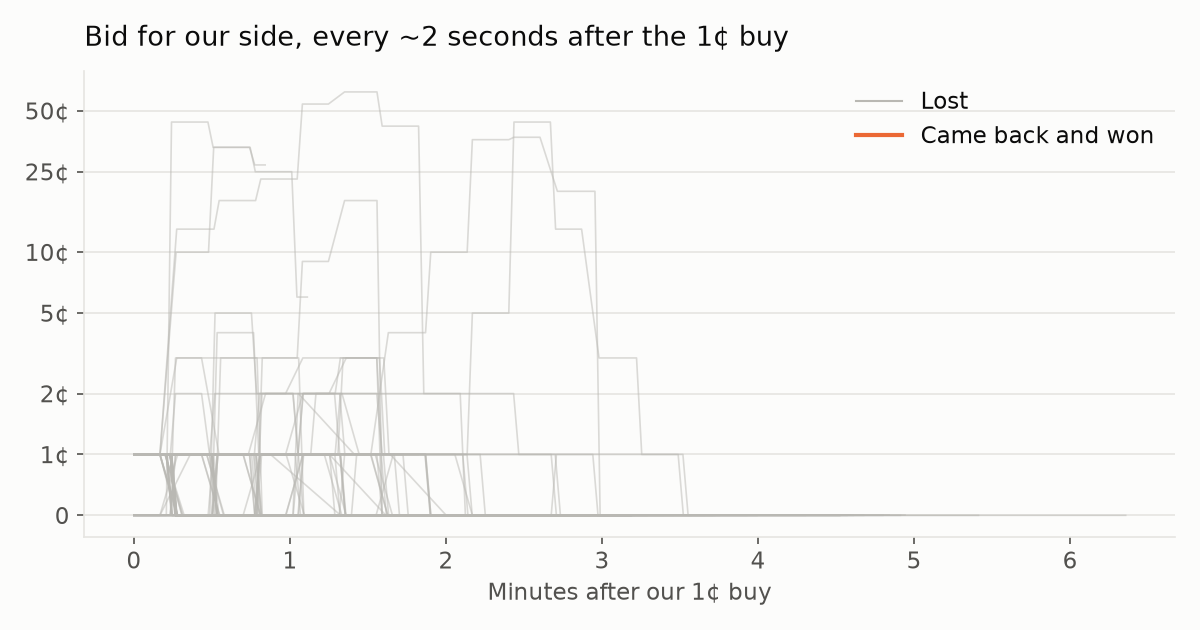 Bid for our side, every ~2 seconds after the 1¢ buy
Lost
Came back and won
50¢
25¢
10¢
5¢
2¢
1¢
0
0 1 2 3 4 5 6
Minutes after our 1¢ buy